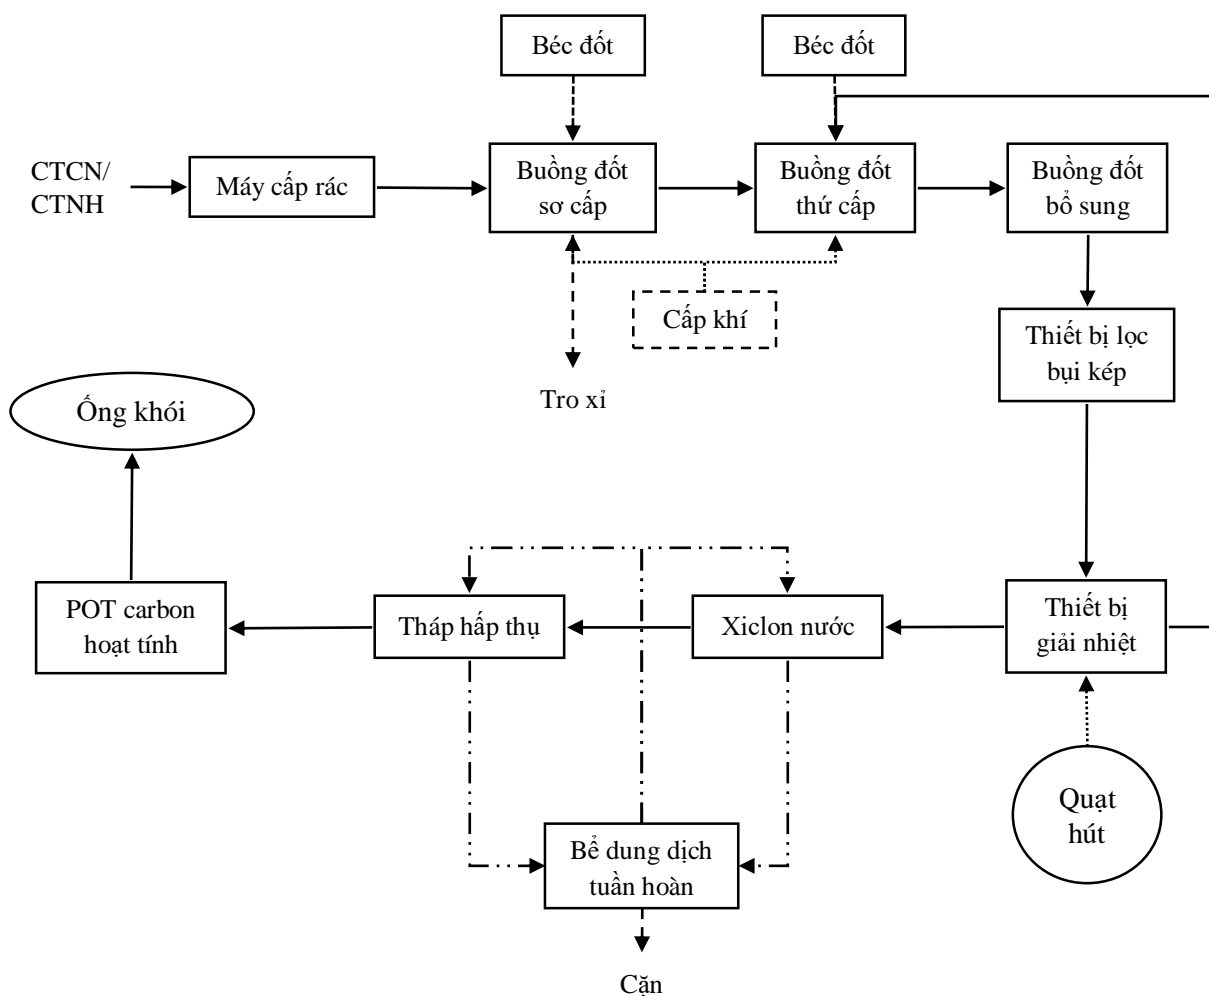 Béc đốt
Béc đốt
CTCN/
CTNH
Máy cấp rác
Buồng đốt
sơ cấp
Buồng đốt
thứ cấp
Buồng đốt
bổ sung
Cấp khí
Thiết bị lọc
bụi kép
Tro xỉ
Ống khói
POT carbon
hoạt tính
Tháp hấp thụ
Xiclon nước
Thiết bị
giải nhiệt
Quạt
hút
Bể dung dịch
tuần hoàn
Cặn